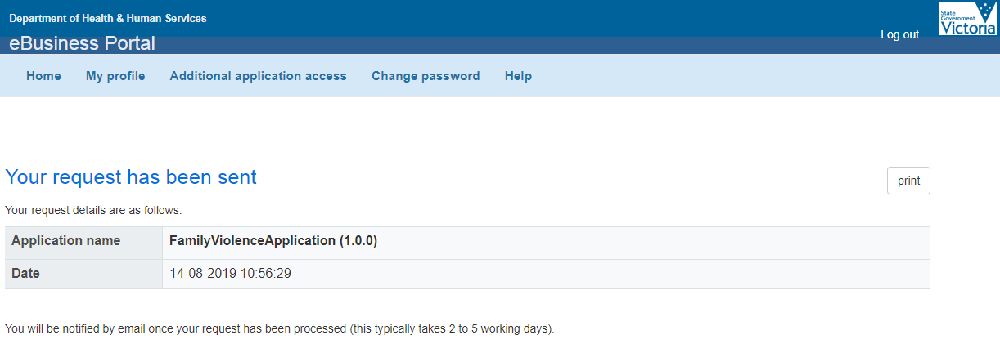 Department of Health & Human Services
eBusiness Portal
Log out
State
Government
Victoria
Home My profile Additional application access Change password Help
Your request has been sent
print
Your request details are as follows:
Application name FamilyViolenceApplication (1.0.0)
Date 14-08-2019 10:56:29
You will be notified by email once your request has been processed (this typically takes 2 to 5 working days).